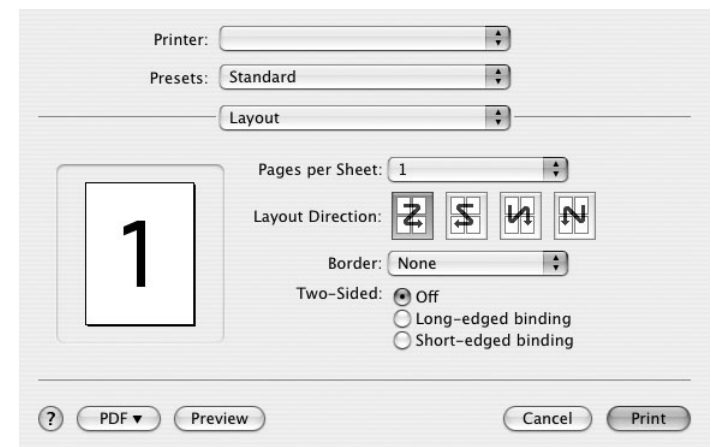 Printer:
Presets: Standard
Layout
Pages per Sheet: 1
1
Layout Direction:
Border: None
Two-Sided: Off
Long-edged binding
Short-edged binding
? PDF ▼ Preview Cancel Print